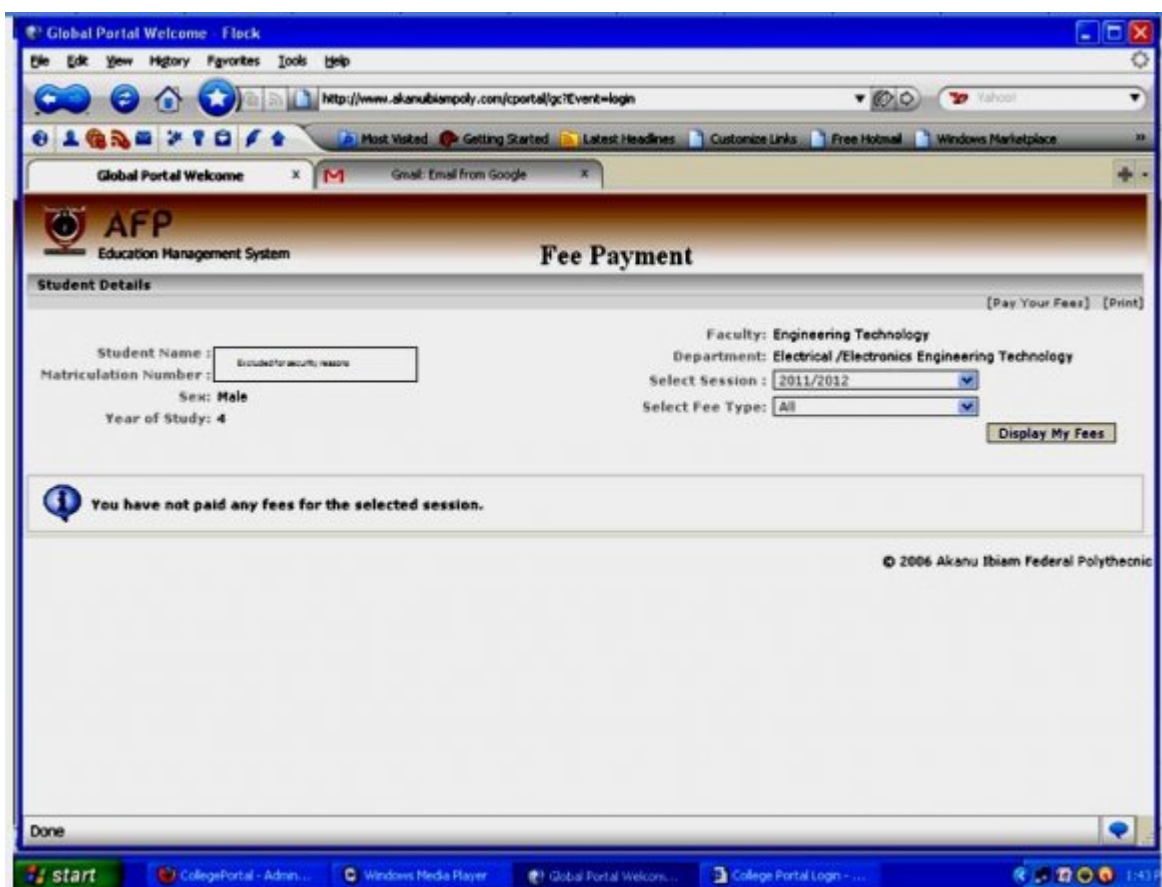 Global Portal Welcome - Flock
File Edit View History Favorites Tools Help
http://www.akanubiampoly.com/cportal/gc?Event=login
Yahoo!
Most Visited Getting Started Latest Headlines Customize Links Free Hotmail Windows Marketplace
Global Portal Welcome x Gmail: Email from Google x
AFP
Education Management System
Fee Payment
Student Details
[Pay Your Fees] [Print]
Faculty: Engineering Technology
Student Name :
Excluded for security reasons
Department: Electrical /Electronics Engineering Technology
Matriculation Number :
Select Session : 2011/2012
Sex: Male
Select Fee Type: All
Year of Study: 4
Display My Fees
You have not paid any fees for the selected session.
© 2006 Akanu Ibiam Federal Polythecnic
Done
start CollegePortal - Admin... Windows Media Player Global Portal Welcom... College Portal Login - ... 1:43 P